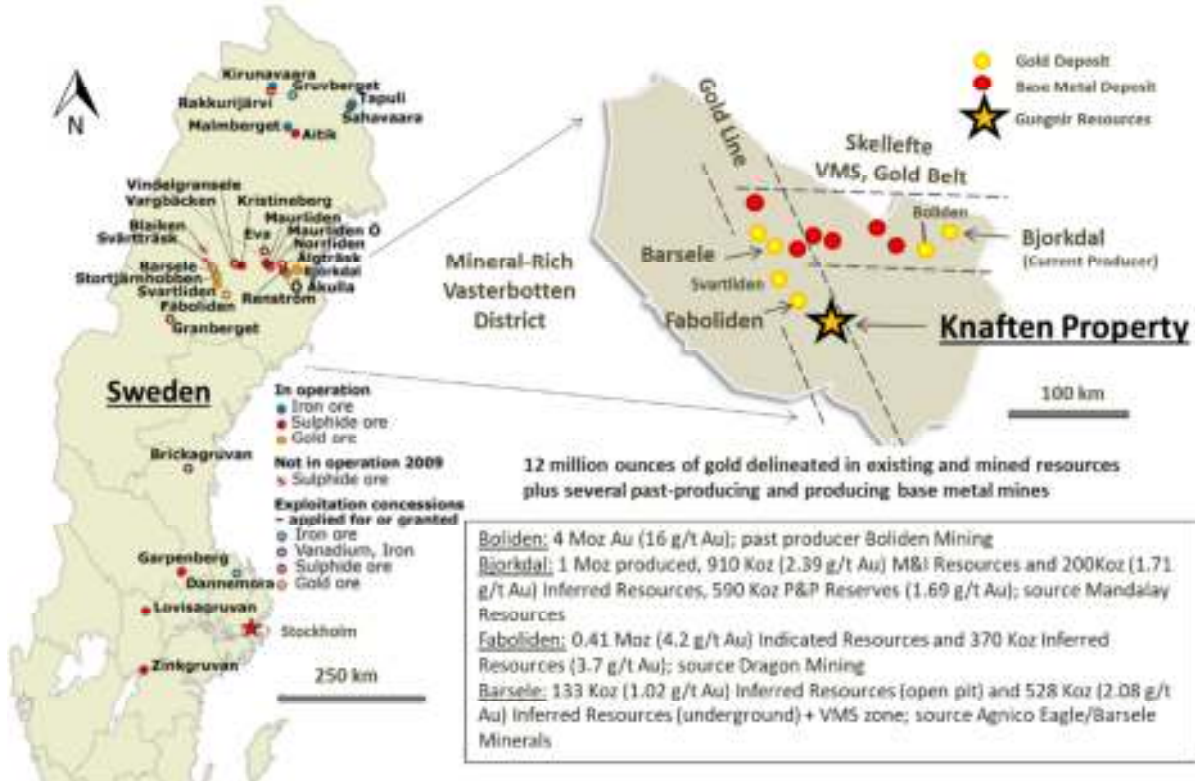 N
Kirunavaara
Gruvberget
Rakkurijärvi
Tapuli
Sahavaara
Malmberget
Aitik
Vindelgransele
Vargbäcken
Kristineberg
Maurliden
Blaiken
Maurliden Ö
Svärtträsk
Eva
Norrliden
Älgträsk
Barsele
Björkdal
Stortjärnhobben
Åkulla
Svartliden
Renström
Fäboliden
Granberget
Sweden
In operation
Iron ore
Sulphide ore
Gold ore
Not in operation 2009
Sulphide ore
Brickagruvan
Exploitation concessions
– applied for or granted
Iron ore
Vanadium, Iron
Sulphide ore
Gold ore
Garpenberg
Dannemora
Lovisagruvan
Stockholm
Zinkgruvan
250 km
Mineral-Rich
Vasterbotten
District
Gold Deposit
Base Metal Deposit
Gungnir Resources
Gold Line
Skellefte
VMS, Gold Belt
Boliden
Barsele
Bjorkdal
(Current Producer)
Svartliden
Faboliden
Knaften Property
100 km
12 million ounces of gold delineated in existing and mined resources
plus several past-producing and producing base metal mines
Boliden: 4 Moz Au (16 g/t Au); past producer Boliden Mining
Bjorkdal: 1 Moz produced, 910 Koz (2.39 g/t Au) M&I Resources and 200Koz (1.71
g/t Au) Inferred Resources, 590 Koz P&P Reserves (1.69 g/t Au); source Mandalay
Resources
Faboliden: 0.41 Moz (4.2 g/t Au) Indicated Resources and 370 Koz Inferred
Resources (3.7 g/t Au); source Dragon Mining
Barsele: 133 Koz (1.02 g/t Au) Inferred Resources (open pit) and 528 Koz (2.08 g/t
Au) Inferred Resources (underground) + VMS zone; source Agnico Eagle/Barsele
Minerals